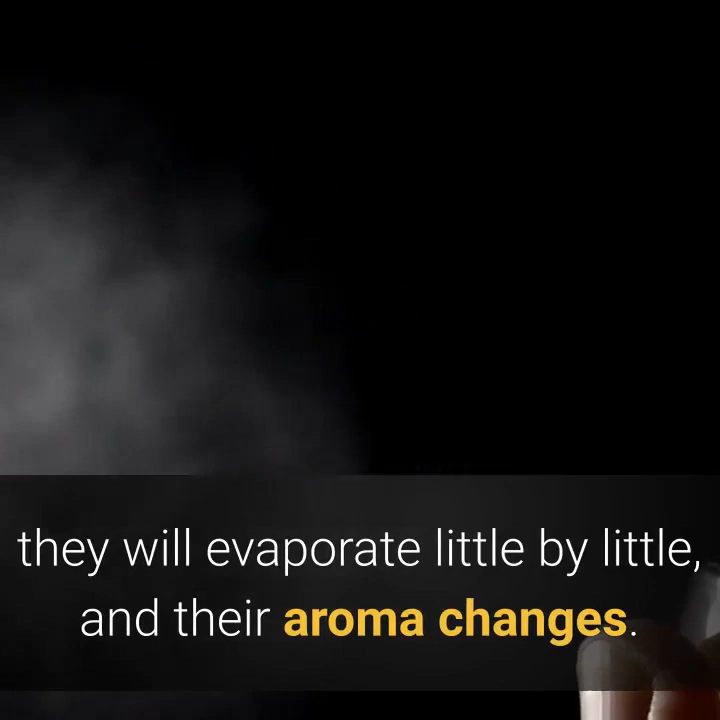 they will evaporate little by little,
and their aroma changes.